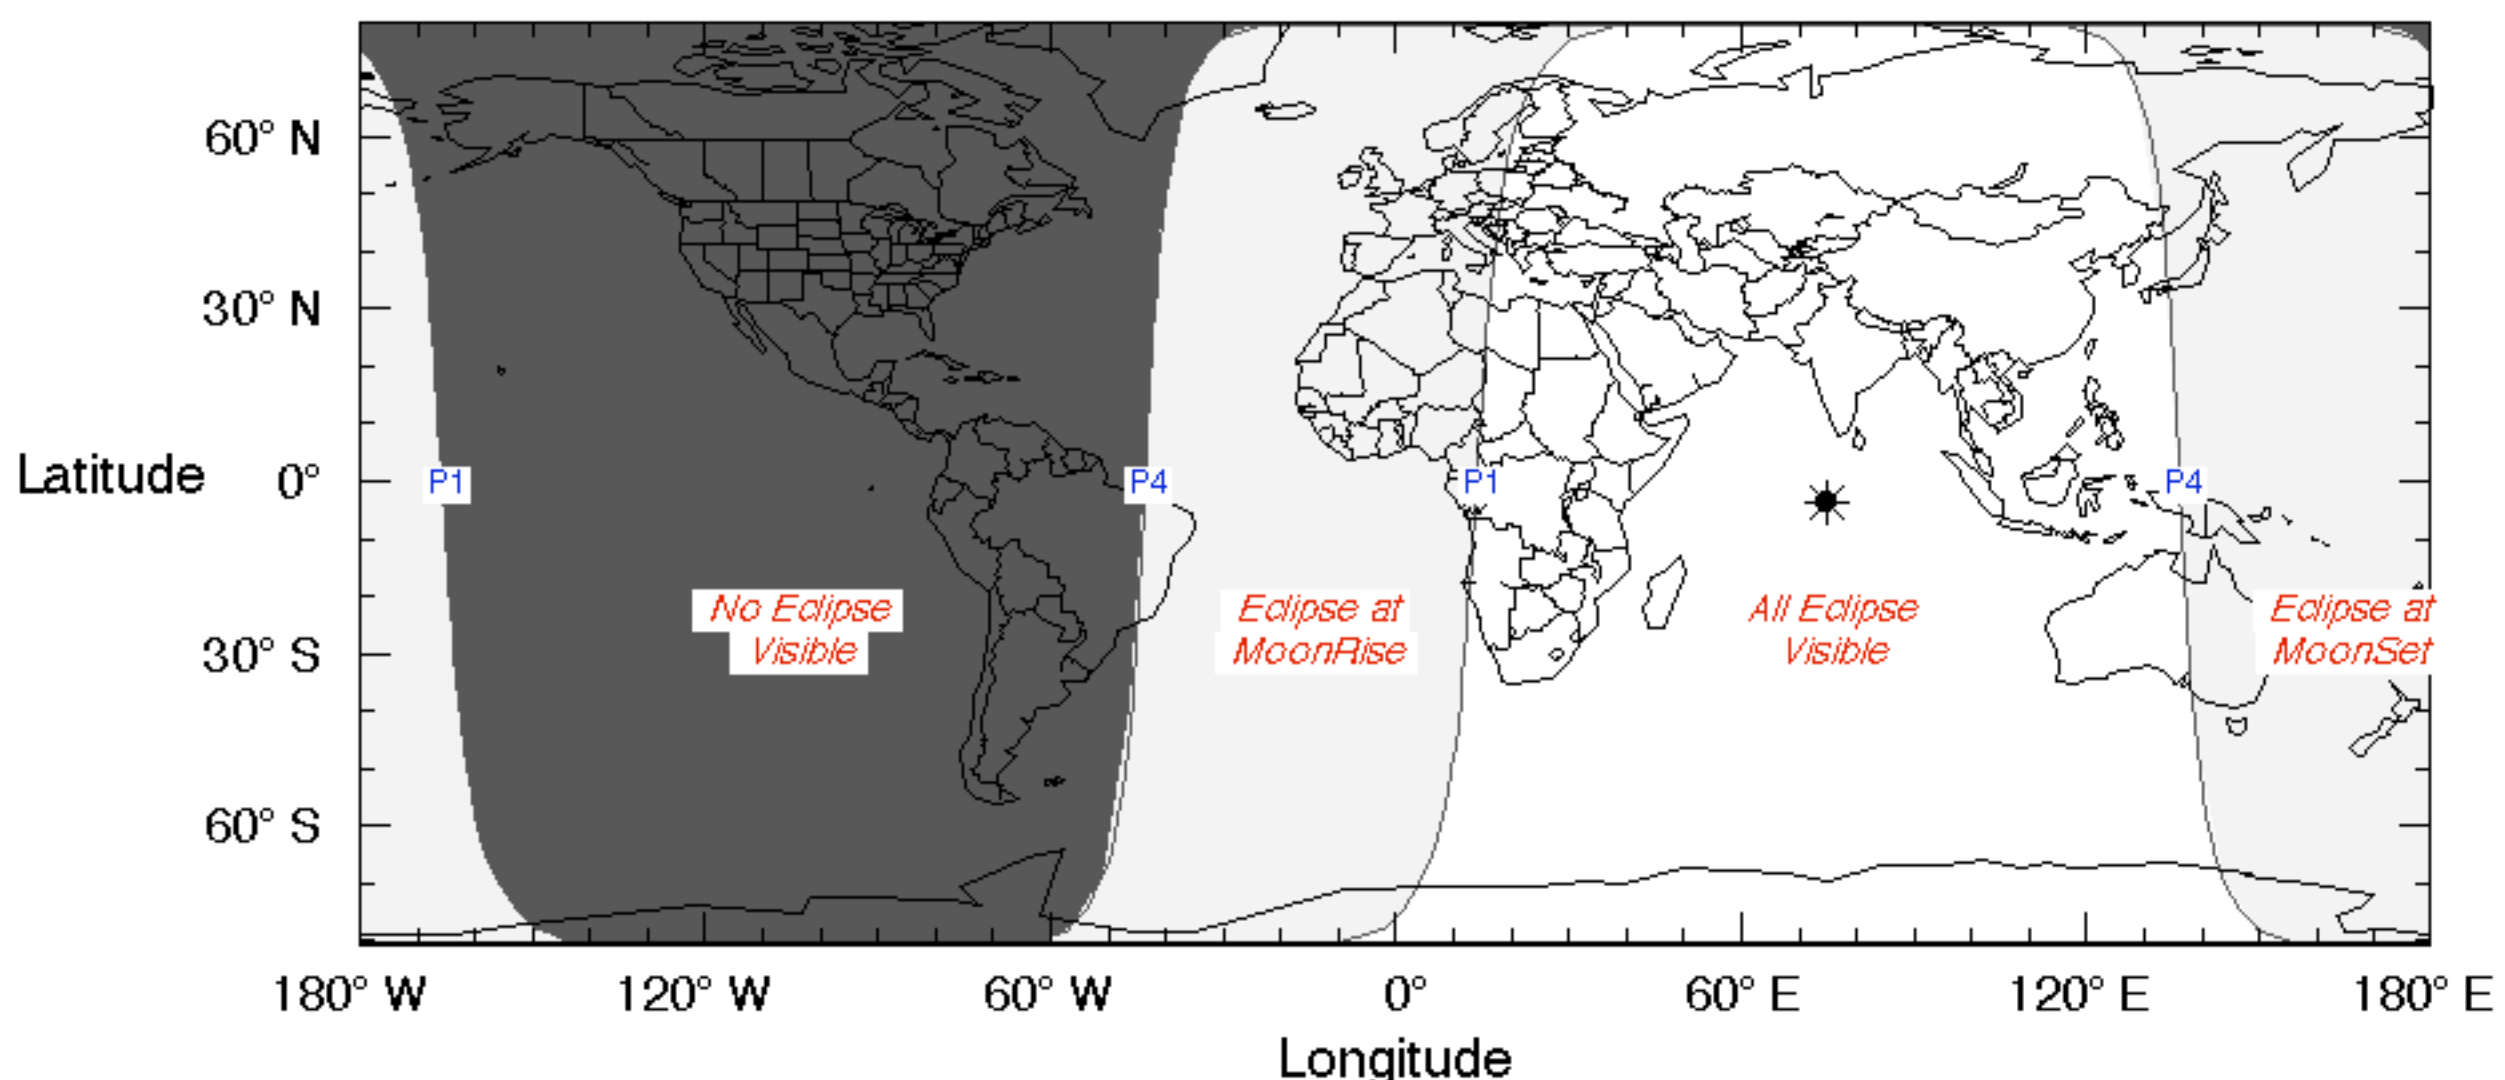 60° N
30° N
Latitude 0°
P1 P4 P1 P4
No Eclipse Eclipse at All Eclipse Eclipse at
Visible MoonRise Visible MoonSet
30° S
60° S
180° W 120° W 60° W 0° 60° E 120° E 180° E
Longitude